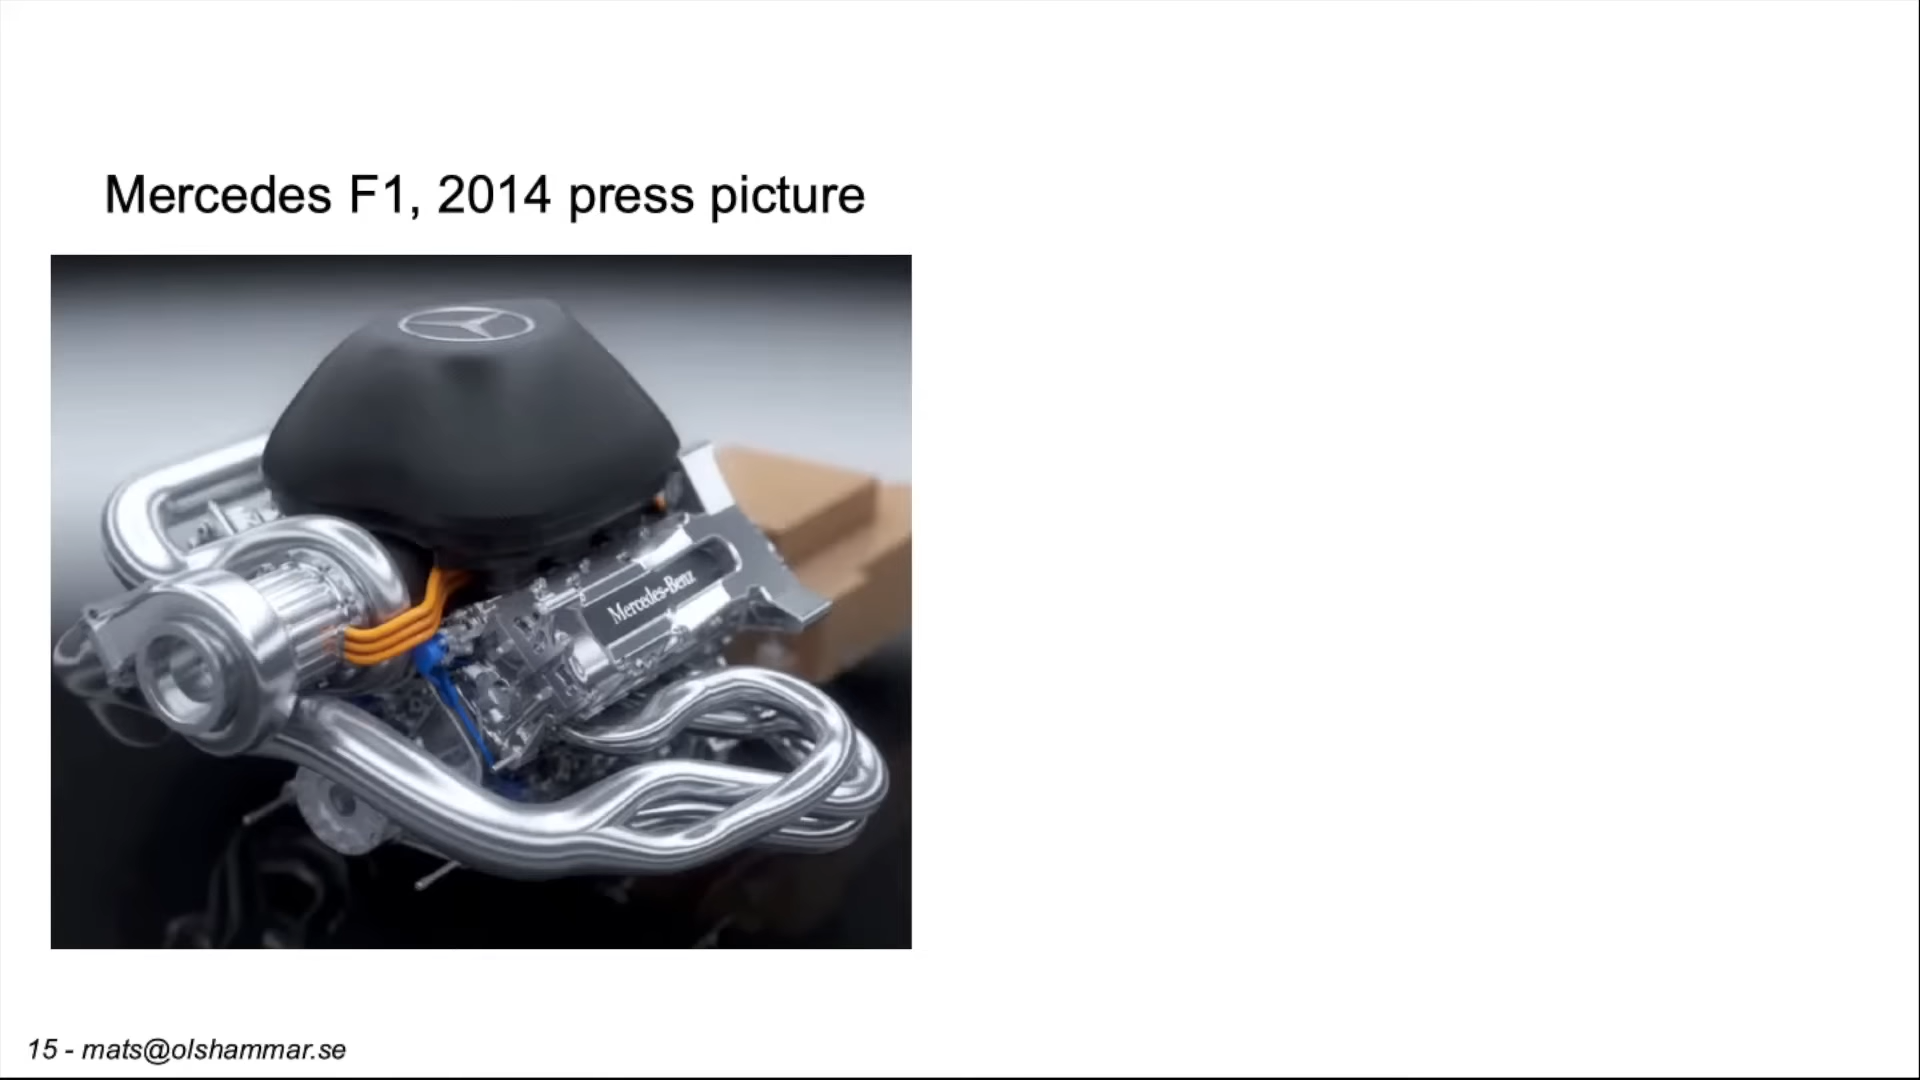 Mercedes F1, 2014 press picture
Mercedes-Benz
15 - mats@olshammar.se